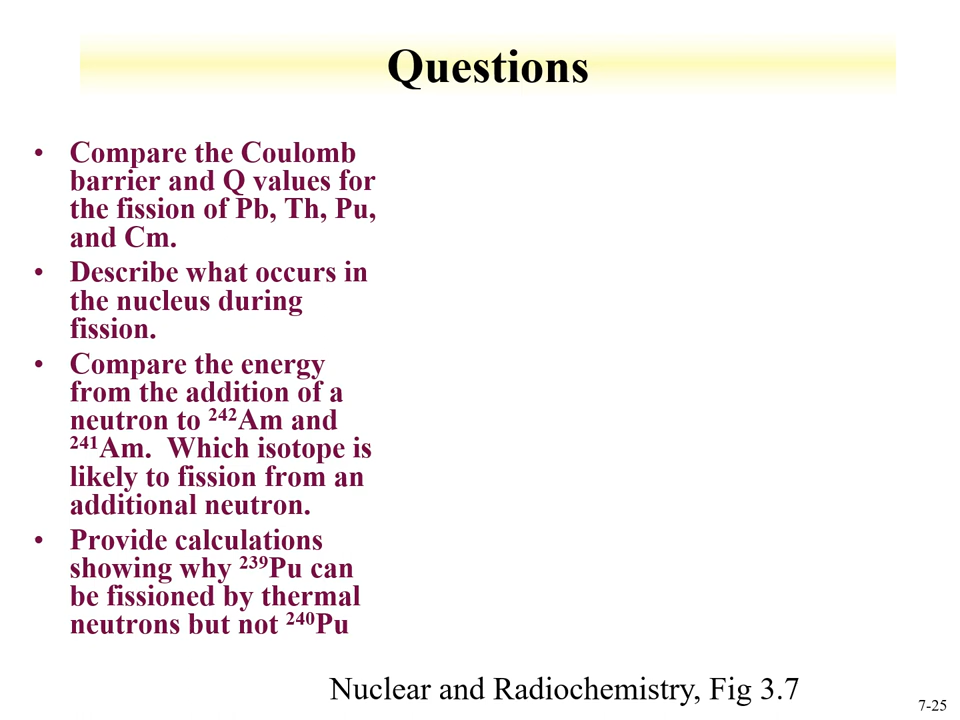 Questions
• Compare the Coulomb
barrier and Q values for
the fission of Pb, Th, Pu,
and Cm.
• Describe what occurs in
the nucleus during
fission.
• Compare the energy
from the addition of a
neutron to ²⁴²Am and
²⁴¹Am.  Which isotope is
likely to fission from an
additional neutron.
• Provide calculations
showing why ²³⁹Pu can
be fissioned by thermal
neutrons but not ²⁴⁰Pu
Nuclear and Radiochemistry, Fig 3.7
7-25